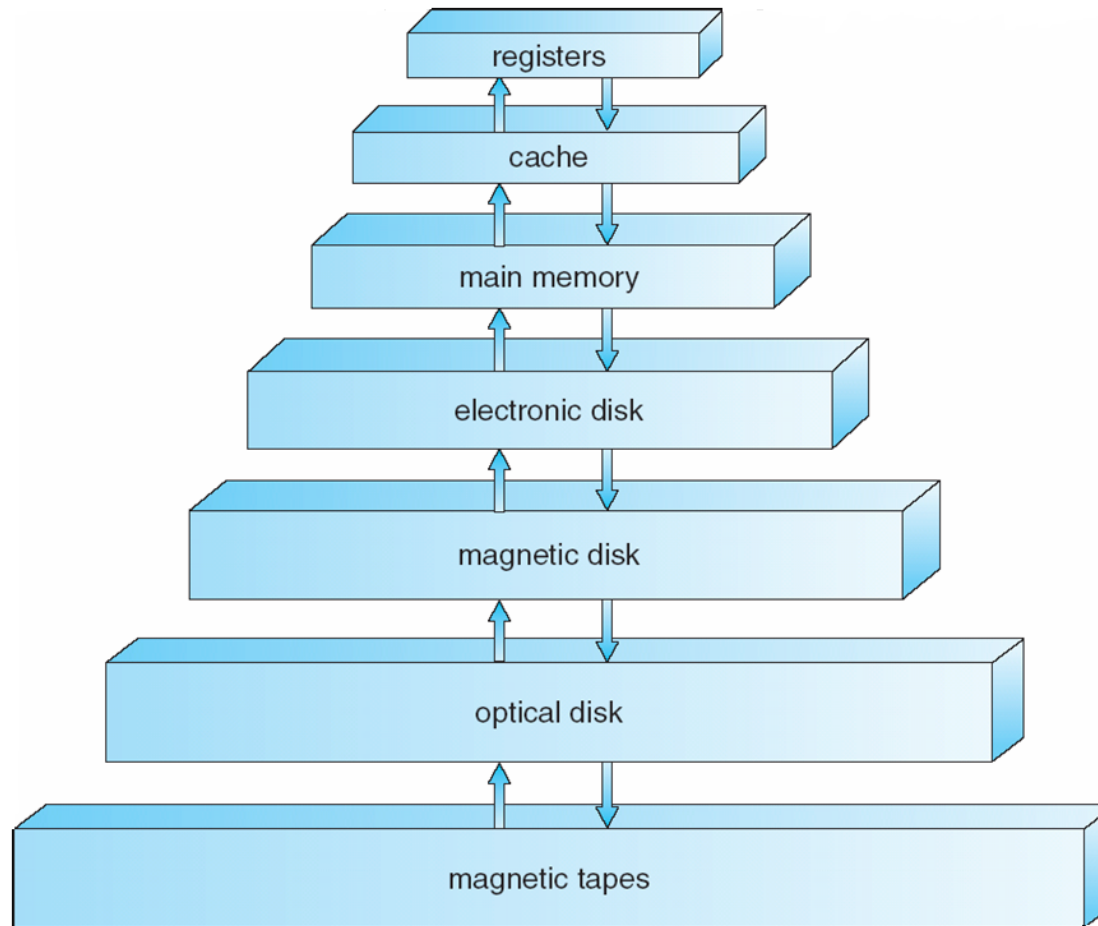 registers
cache
main memory
electronic disk
magnetic disk
optical disk
magnetic tapes